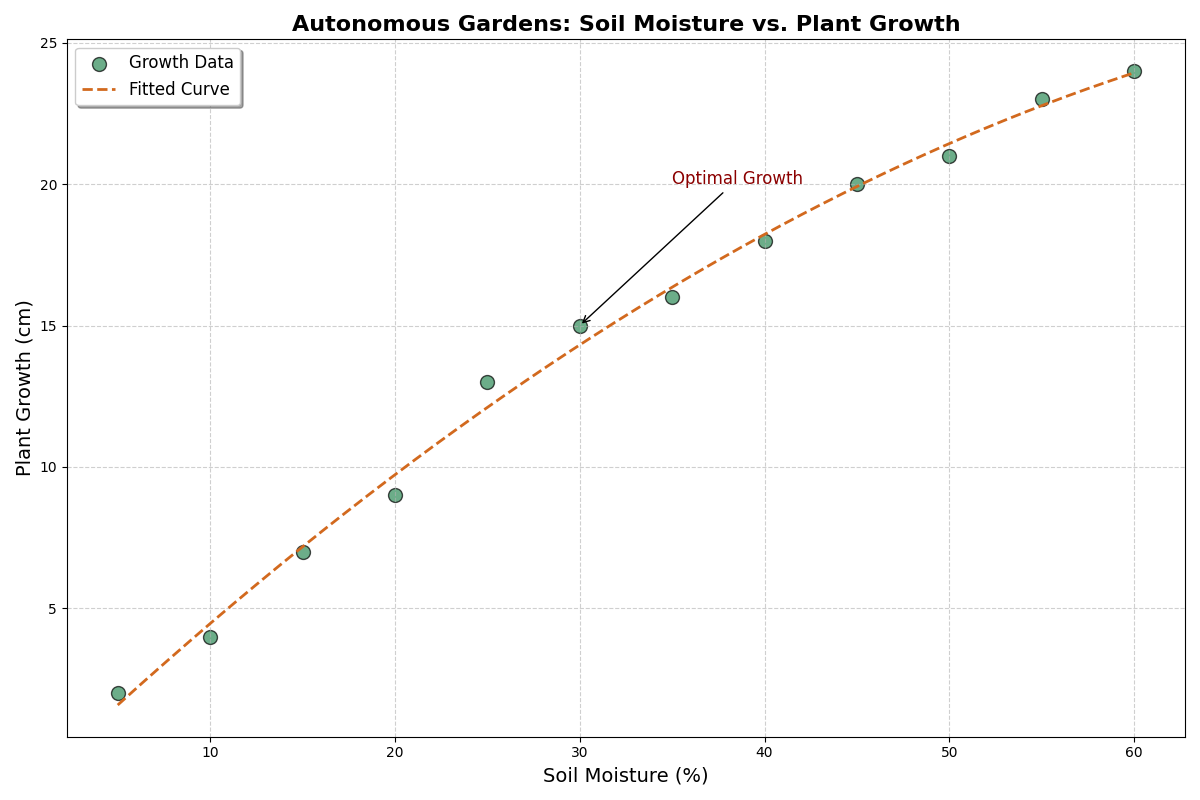 Autonomous Gardens: Soil Moisture vs. Plant Growth
Growth Data
Fitted Curve
Optimal Growth
Plant Growth (cm)
25
20
15
10
5
10 20 30 40 50 60
Soil Moisture (%)